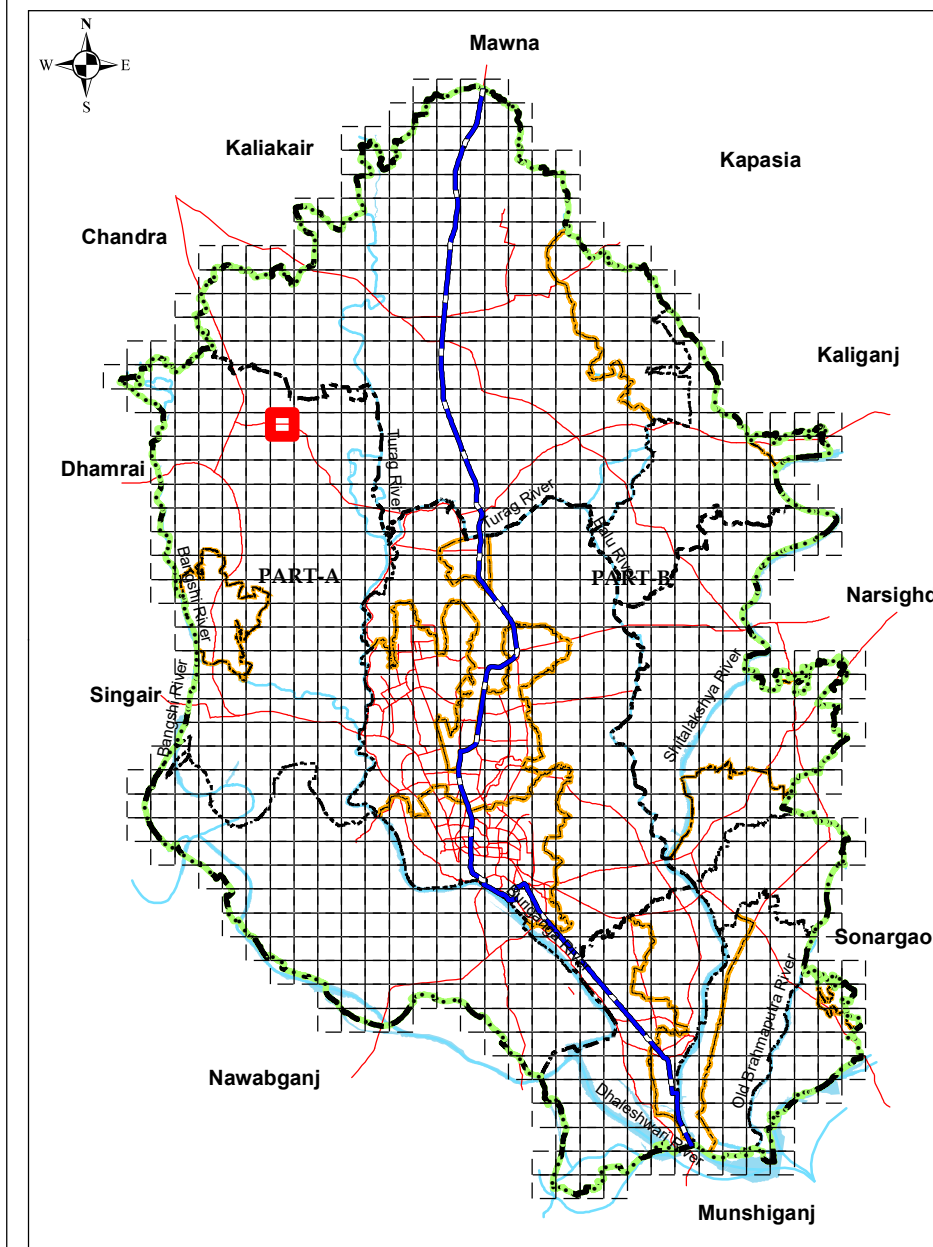 N
W
E
S
Mawna
Kaliakair
Kapasia
Chandra
Kaliganj
Dhamrai
Turag River
Turag River
Balu River
PART-A
PART-B
Bangshi River
Narsighd
Shitalakshya River
Singair
Bangshi River
Buriganga River
Sonargao
Old Brahmaputra River
Nawabganj
Dhaleshwari River
Munshiganj